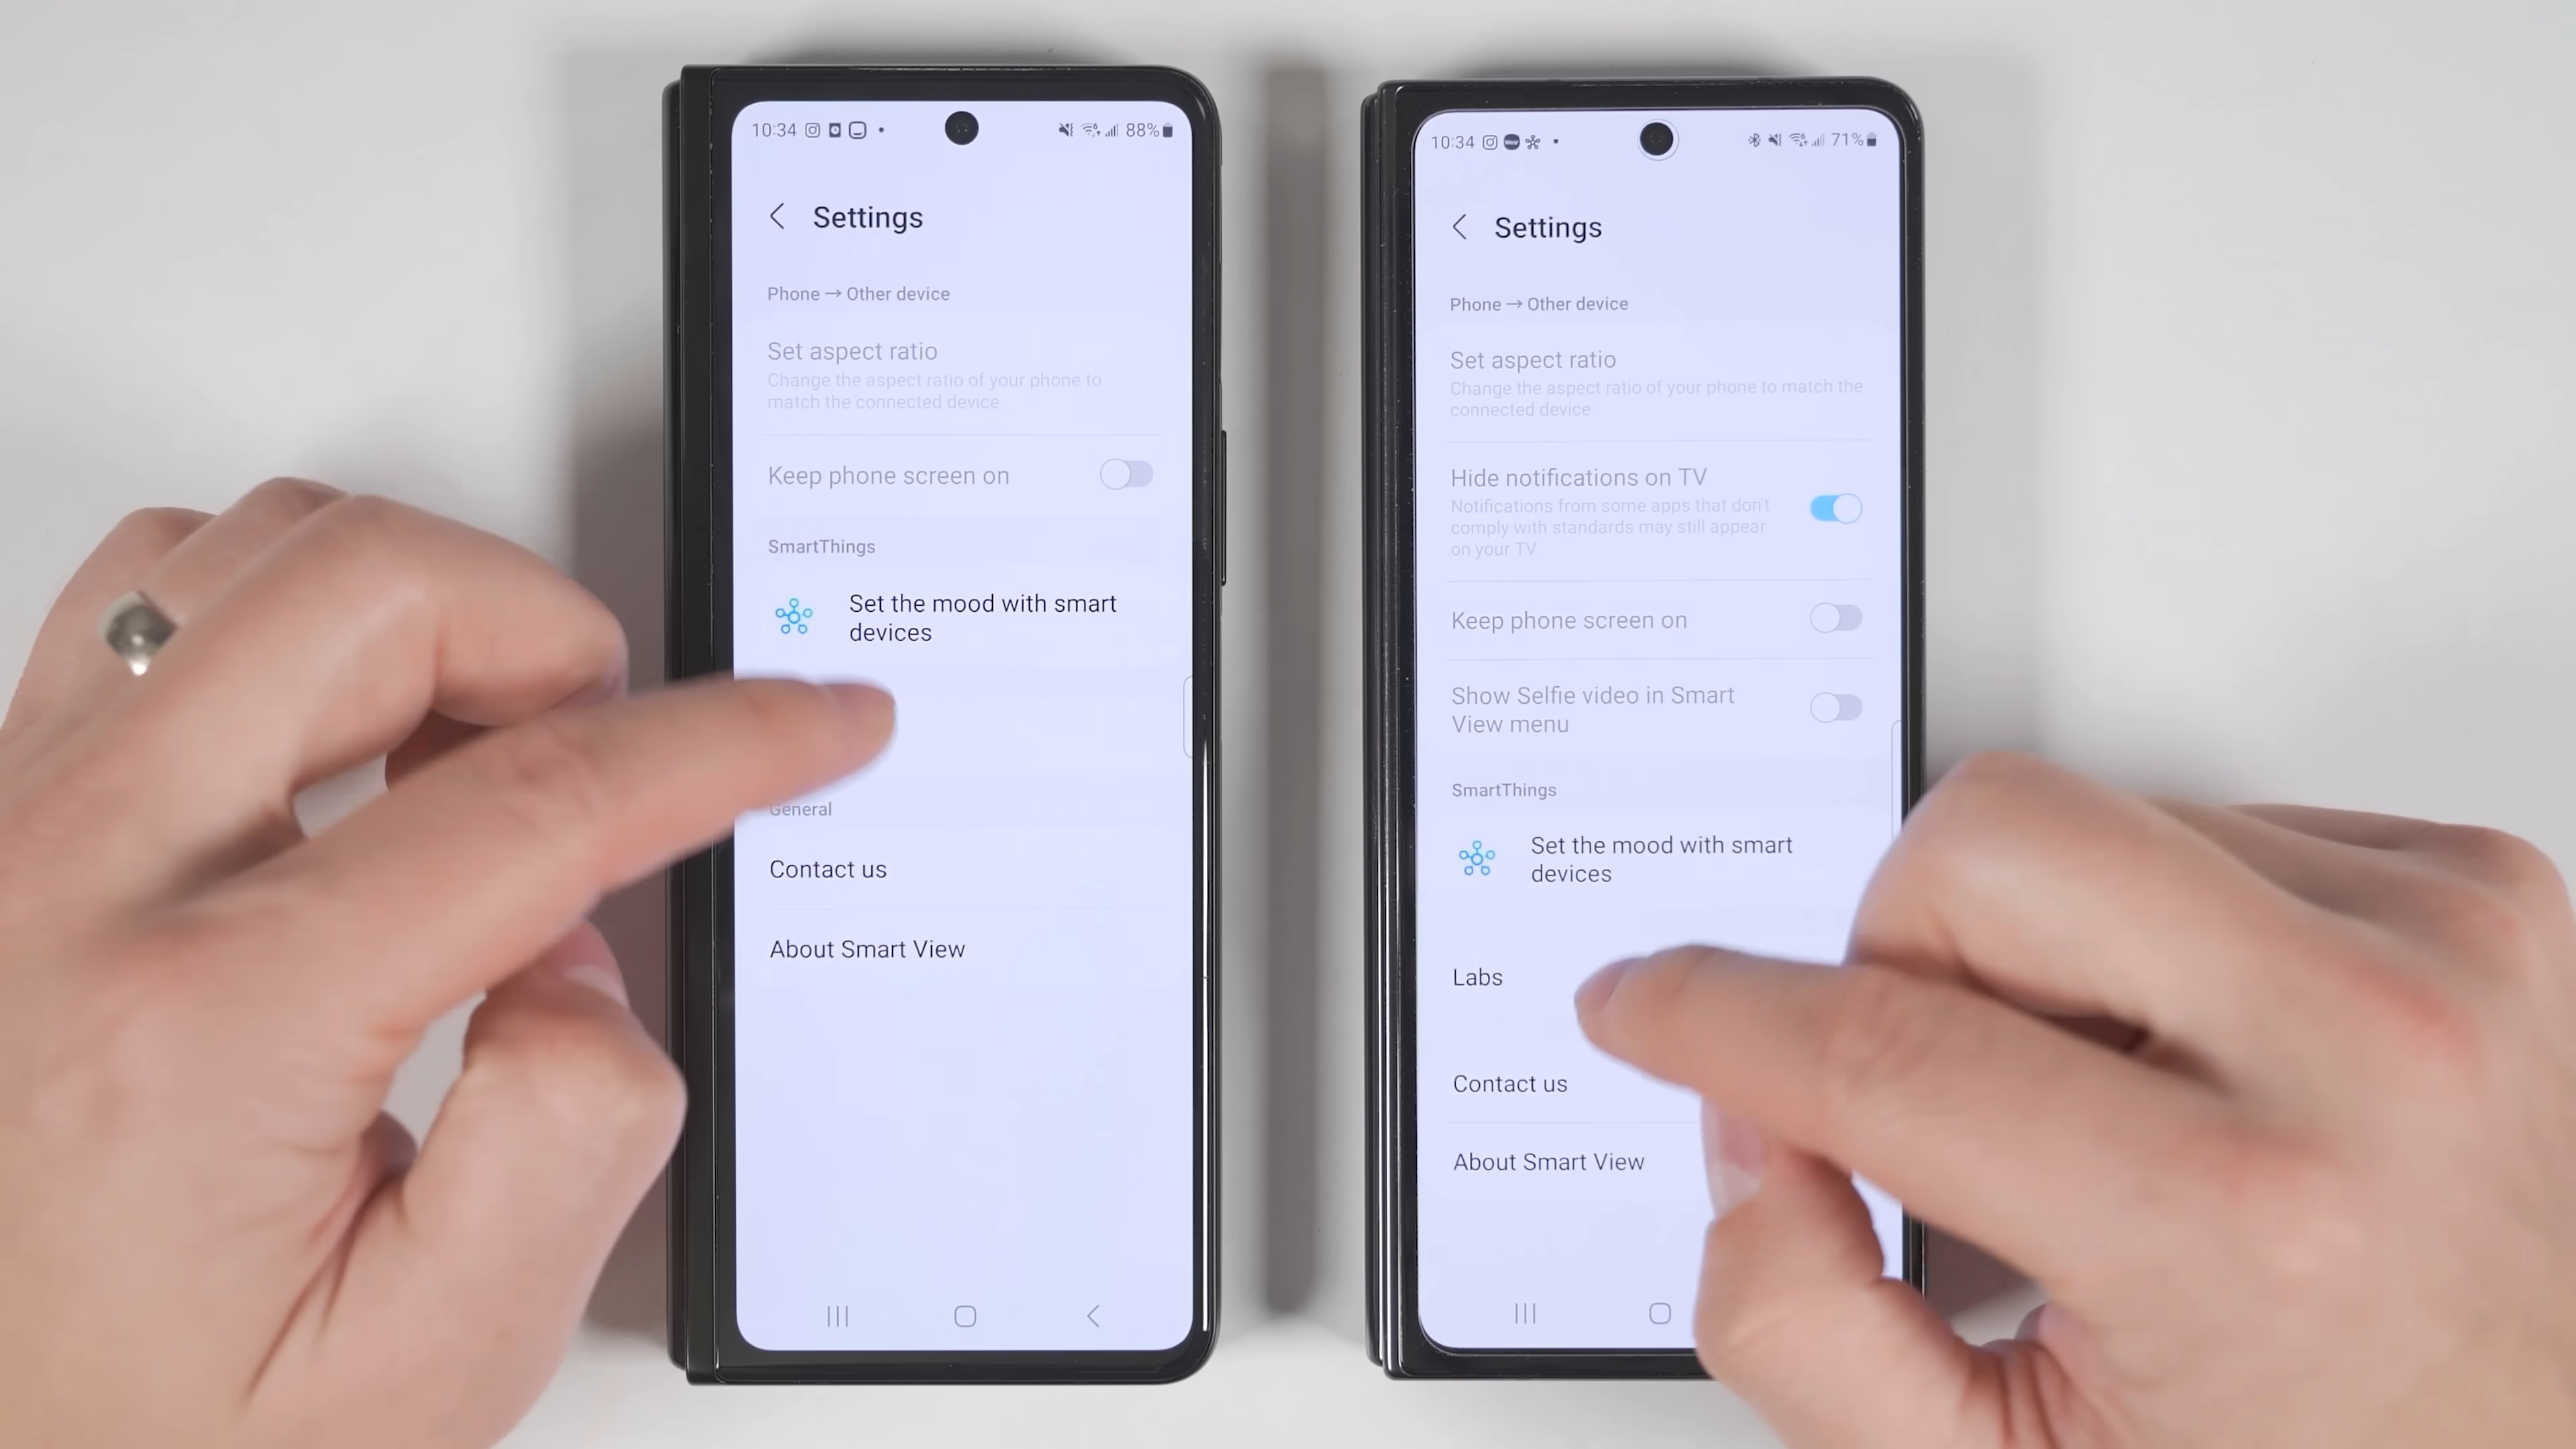 10:34
88%
Settings
Phone → Other device
Set aspect ratio
Change the aspect ratio of your phone to
match the connected device.
Keep phone screen on
SmartThings
Set the mood with smart
devices
General
Contact us
About Smart View
10:34
71%
Settings
Phone → Other device
Set aspect ratio
Change the aspect ratio of your phone to match the
connected device.
Hide notifications on TV
Notifications from some apps that don't
comply with standards may still appear
on your TV.
Keep phone screen on
Show Selfie video in Smart
View menu
SmartThings
Set the mood with smart
devices
Labs
Contact us
About Smart View